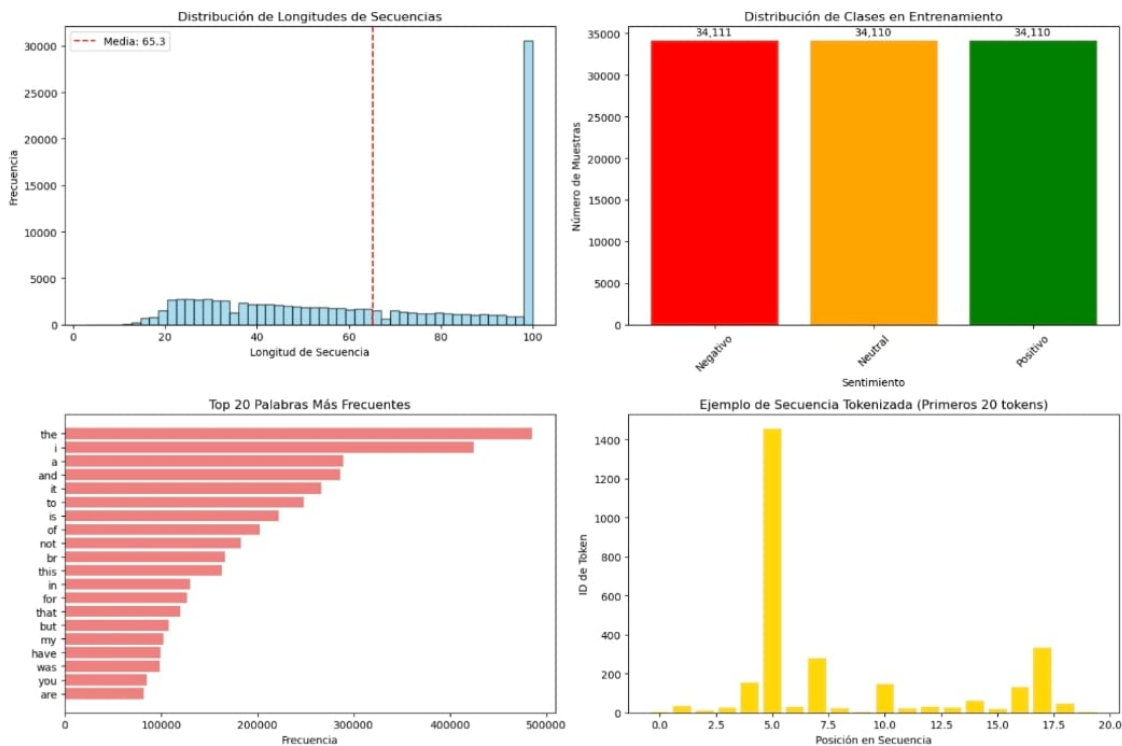 Distribución de Longitudes de Secuencias
Media: 65.3
30000
25000
20000
15000
10000
5000
0
Frecuencia
0 20 40 60 80 100
Longitud de Secuencia
Distribución de Clases en Entrenamiento
34,111 34,110 34,110
35000
30000
25000
20000
15000
10000
5000
0
Número de Muestras
Negativo Neutral Positivo
Sentimiento
Top 20 Palabras Más Frecuentes
the
i
a
and
it
to
is
of
not
br
this
in
for
that
but
my
have
was
you
are
0 100000 200000 300000 400000 500000
Frecuencia
Ejemplo de Secuencia Tokenizada (Primeros 20 tokens)
1400
1200
1000
800
600
400
200
0
ID de Token
0.0 2.5 5.0 7.5 10.0 12.5 15.0 17.5 20.0
Posición en Secuencia